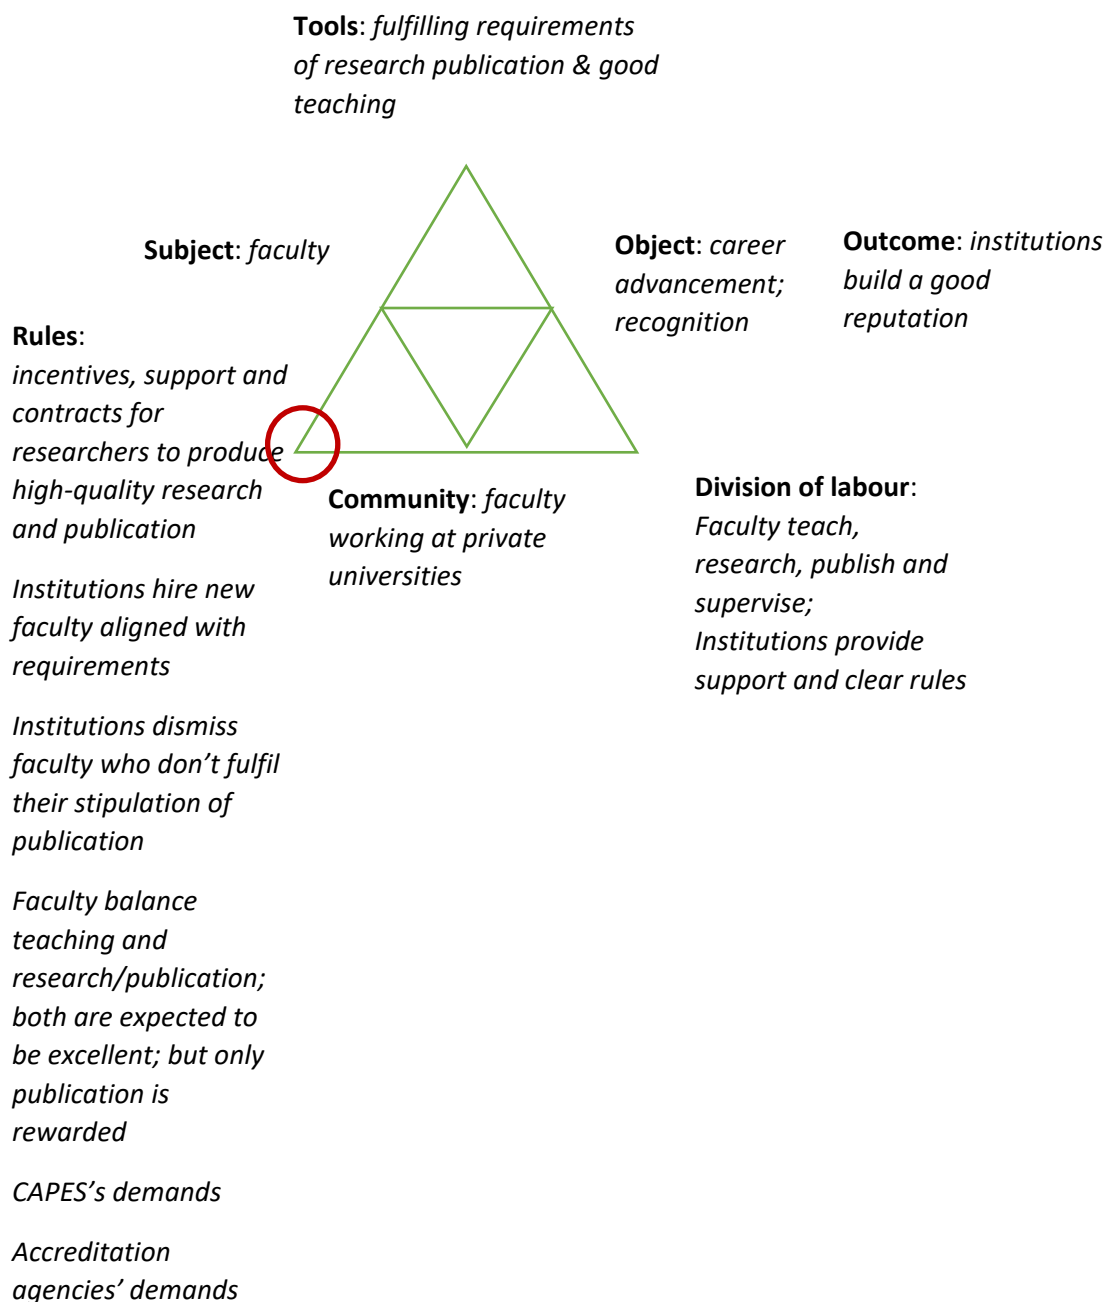 Tools: fulfilling requirements
of research publication & good
teaching
Subject: faculty
Object: career
advancement;
recognition
Outcome: institutions
build a good
reputation
Rules:
incentives, support and
contracts for
researchers to produce
high-quality research
and publication
Institutions hire new
faculty aligned with
requirements
Institutions dismiss
faculty who don’t fulfil
their stipulation of
publication
Faculty balance
teaching and
research/publication;
both are expected to
be excellent; but only
publication is
rewarded
CAPES’s demands
Accreditation
agencies’ demands
Community: faculty
working at private
universities
Division of labour:
Faculty teach,
research, publish and
supervise;
Institutions provide
support and clear rules